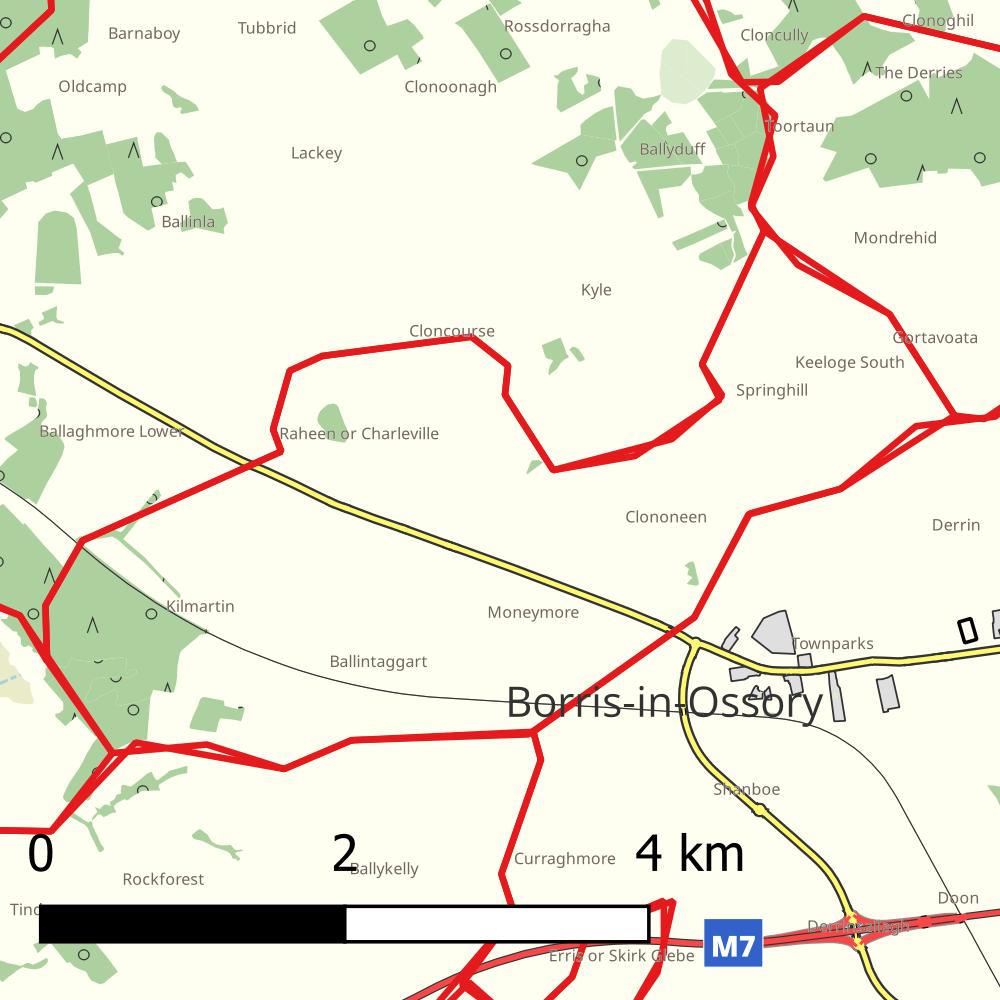 Barnaboy
Tubbrid
Rossdorragha
Cloncully
Clonoghil
Oldcamp
Clonoonagh
The Derries
Lackey
Ballyduff
Toortaun
Ballinla
Mondrehid
Kyle
Cloncourse
Gortavoata
Keeloge South
Springhill
Ballaghmore Lower
Raheen or Charleville
Clononeen
Derrin
Kilmartin
Moneymore
Townparks
Ballintaggart
Borris-in-Ossory
Shanboe
0 2 4 km
Ballykelly
Curraghmore
Rockforest
Doon
M7
Erris or Skirk Glebe